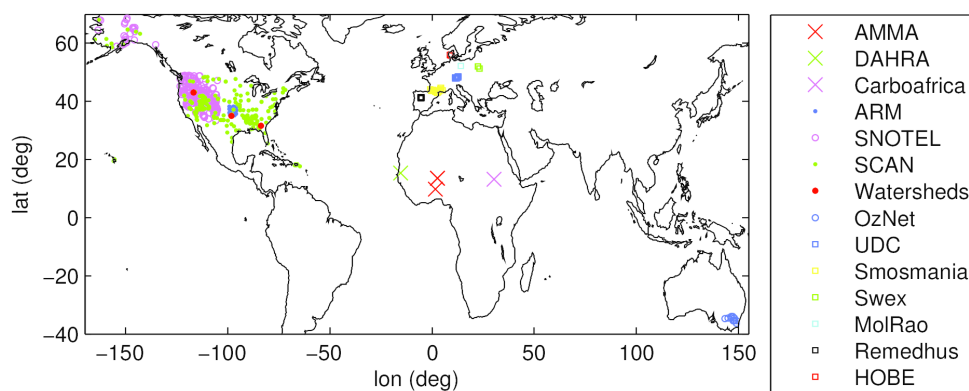 60
40
20
0
−20
−40
−150
−100
−50
0
50
100
150
lat (deg)
lon (deg)
AMMA
DAHRA
Carboafrica
ARM
SNOTEL
SCAN
Watersheds
OzNet
UDC
Smosmania
Swex
MolRao
Remedhus
HOBE